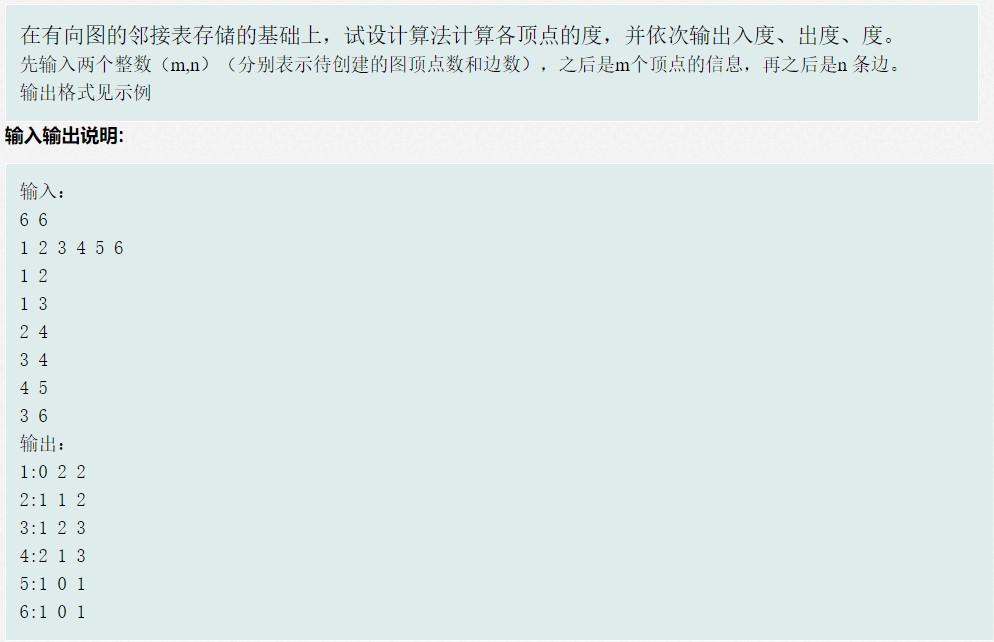 在有向图的邻接表存储的基础上，试设计算法计算各顶点的度，并依次输出入度、出度、度。
先输入两个整数（m,n）（分别表示待创建的图顶点数和边数），之后是m个顶点的信息，再之后是n 条边。
输出格式见示例
输入输出说明:
输入：
6 6
1 2 3 4 5 6
1 2
1 3
2 4
3 4
4 5
3 6
输出：
1:0 2 2
2:1 1 2
3:1 2 3
4:2 1 3
5:1 0 1
6:1 0 1